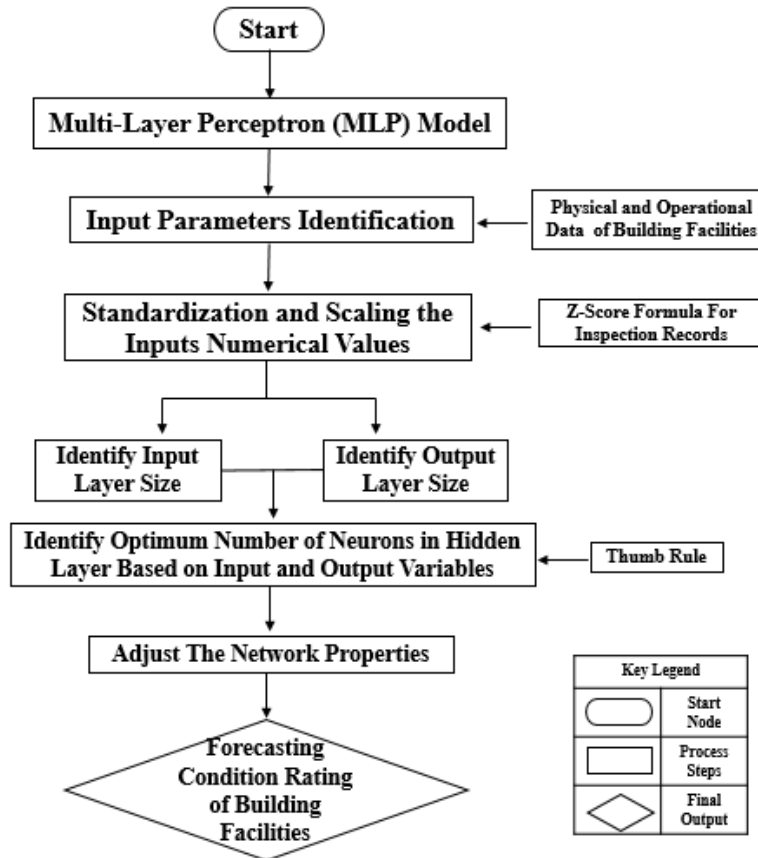 Start
Multi-Layer Perceptron (MLP) Model
Input Parameters Identification
Physical and Operational
Data of Building Facilities
Standardization and Scaling the
Inputs Numerical Values
Z-Score Formula For
Inspection Records
Identify Input
Layer Size
Identify Output
Layer Size
Identify Optimum Number of Neurons in Hidden
Layer Based on Input and Output Variables
Thumb Rule
Adjust The Network Properties
Forecasting
Condition Rating
of Building
Facilities
Key Legend
Start
Node
Process
Steps
Final
Output